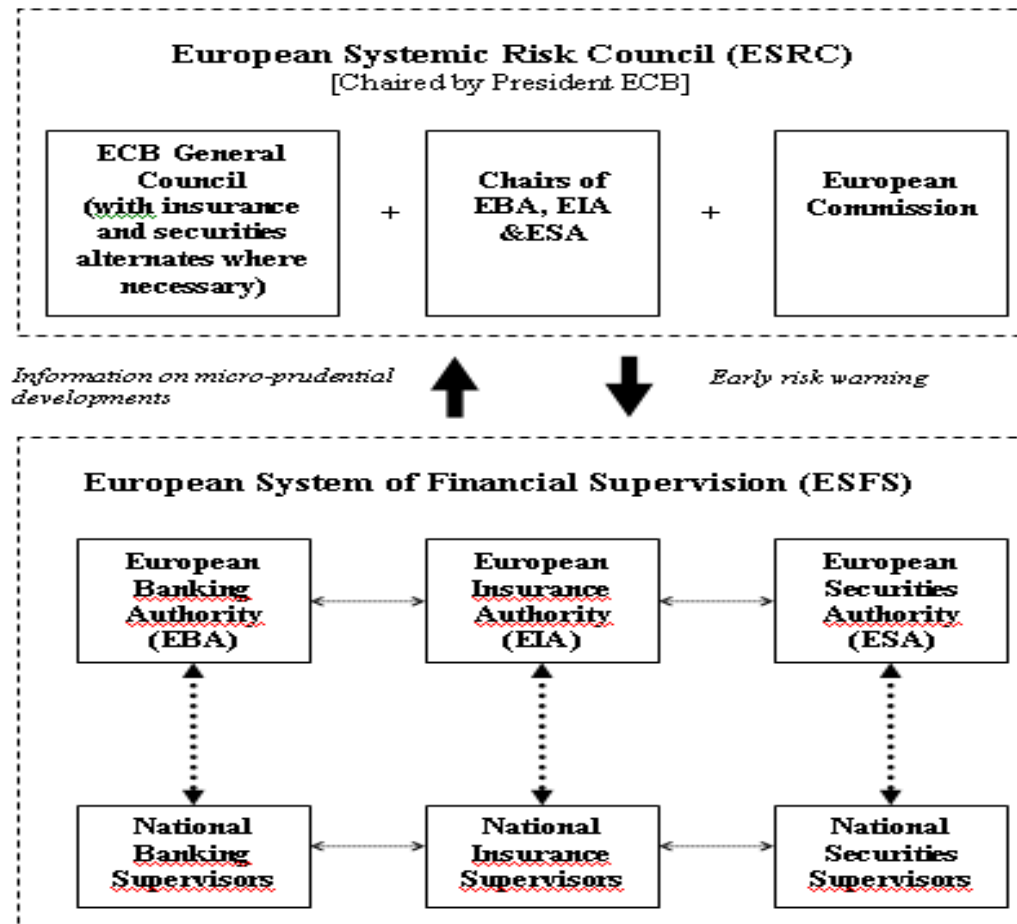 European Systemic Risk Council (ESRC)
[Chaired by President ECB]
ECB General
Council
(with insurance
and securities
alternates where
necessary)
+
Chairs of
EBA, EIA
&ESA
+
European
Commission
Information on micro-prudential
developments
Early risk warning
European System of Financial Supervision (ESFS)
European
Banking
Authority
(EBA)
European
Insurance
Authority
(EIA)
European
Securities
Authority
(ESA)
National
Banking
Supervisors
National
Insurance
Supervisors
National
Securities
Supervisors